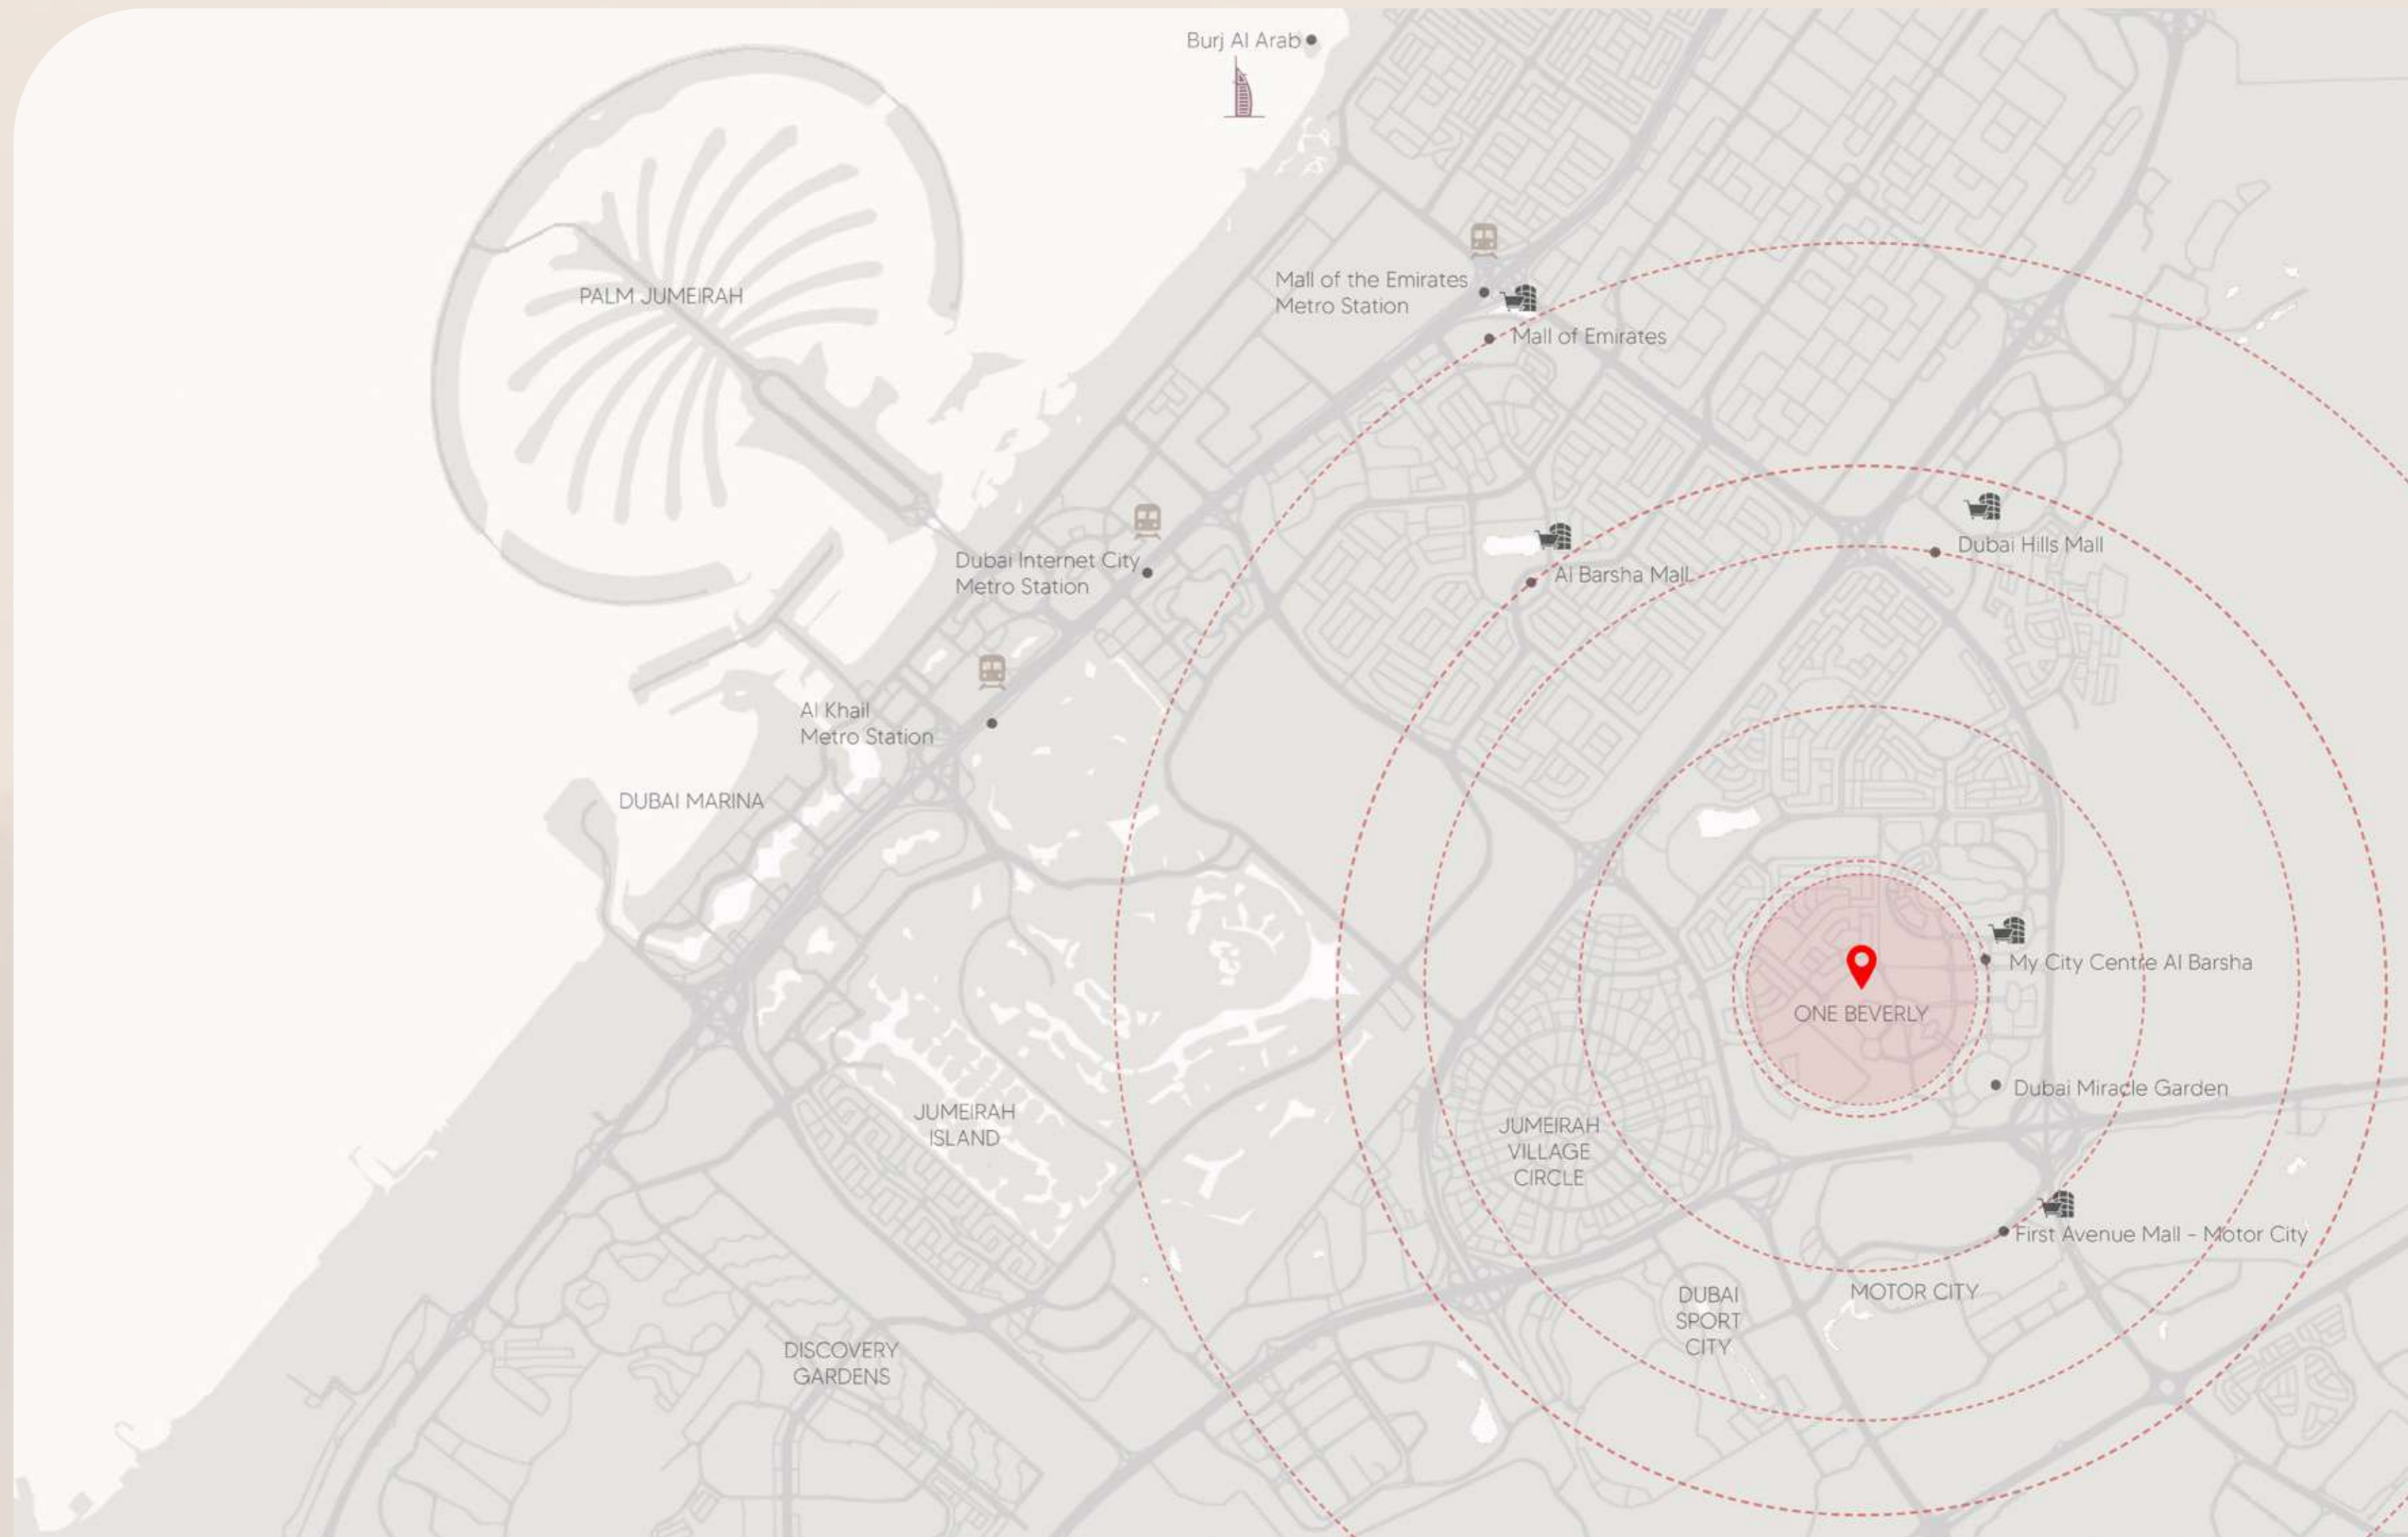 Burj Al Arab
PALM JUMEIRAH
Mall of the Emirates
Metro Station
Mall of Emirates
Dubai Internet City
Metro Station
Al Barsha Mall
Dubai Hills Mall
Al Khail
Metro Station
DUBAI MARINA
My City Centre Al Barsha
ONE BEVERLY
Dubai Miracle Garden
JUMEIRAH
ISLAND
JUMEIRAH
VILLAGE
CIRCLE
First Avenue Mall - Motor City
DUBAI
SPORT
CITY
MOTOR CITY
DISCOVERY
GARDENS